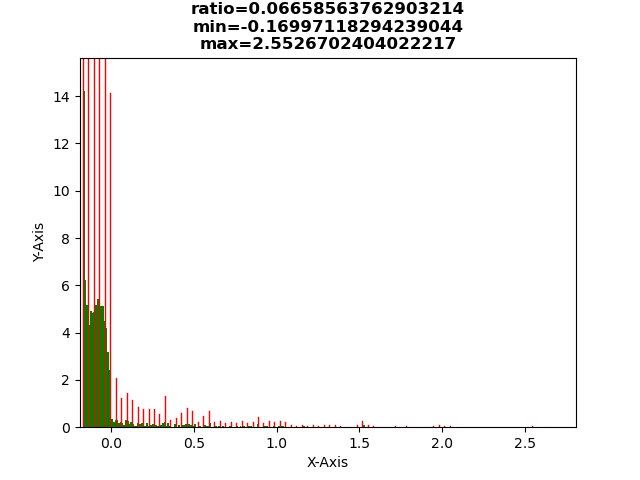 ratio=0.06658563762903214
min=-0.16997118294239044
max=2.5526702404022217
14
12
10
8
6
4
2
0
Y-Axis
0.0 0.5 1.0 1.5 2.0 2.5
X-Axis